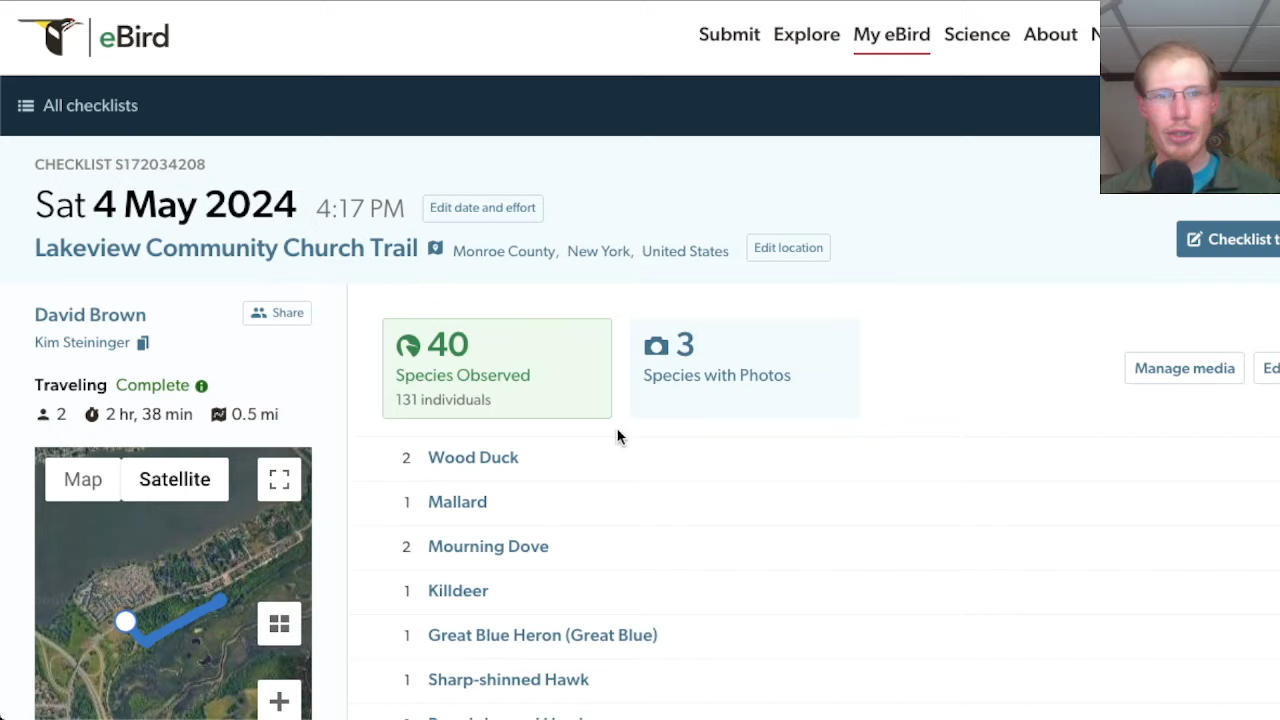 eBird
Submit Explore My eBird Science About N
All checklists
CHECKLIST S172034208
Sat 4 May 2024 4:17 PM Edit date and effort
Lakeview Community Church Trail Monroe County, New York, United States Edit location
Checklist t
David Brown Share
Kim Steininger
Traveling Complete
2 2 hr, 38 min 0.5 mi
Map Satellite
40
Species Observed
131 individuals
3
Species with Photos
Manage media Ed
2 Wood Duck
1 Mallard
2 Mourning Dove
1 Killdeer
1 Great Blue Heron (Great Blue)
1 Sharp-shinned Hawk